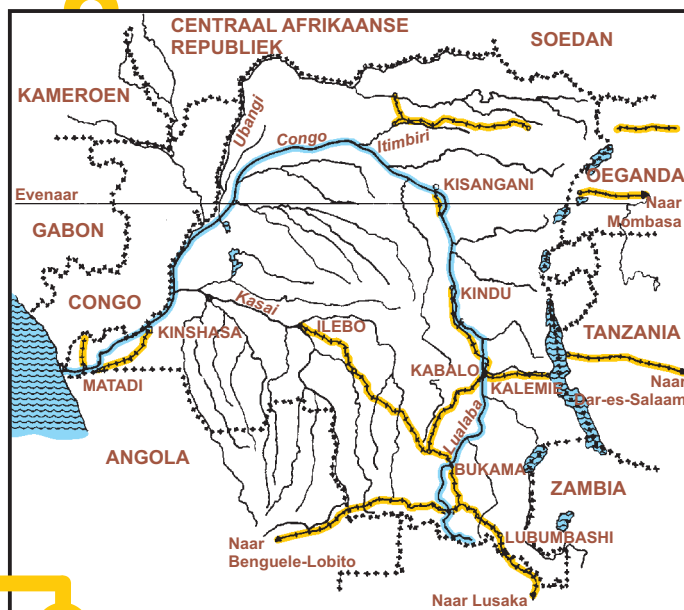 CENTRAAL AFRIKAANSE
REPUBLIEK
SOEDAN
KAMEROEN
Ubangi
Congo
Itimbiri
OEGANDA
KISANGANI
Evenaar
Naar
Mombasa
GABON
CONGO
Kasai
KINDU
KINSHASA
ILEBO
TANZANIA
MATADI
KABALO
KALEMIE
Naar
Dar-es-Salaam
Lualaba
ANGOLA
BUKAMA
ZAMBIA
LUBUMBASHI
Naar
Benguele-Lobito
Naar Lusaka